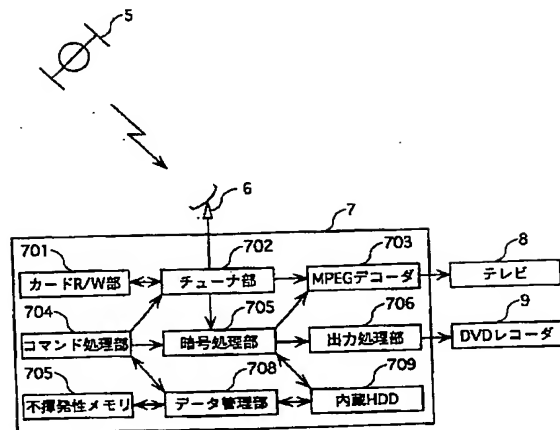 5
6
7
701
カードR/W部
702
チューナ部
703
MPEGデコーダ
8
テレビ
704
コマンド処理部
705
暗号処理部
706
出力処理部
9
DVDレコーダ
705
不揮発性メモリ
708
データ管理部
709
内蔵HDD